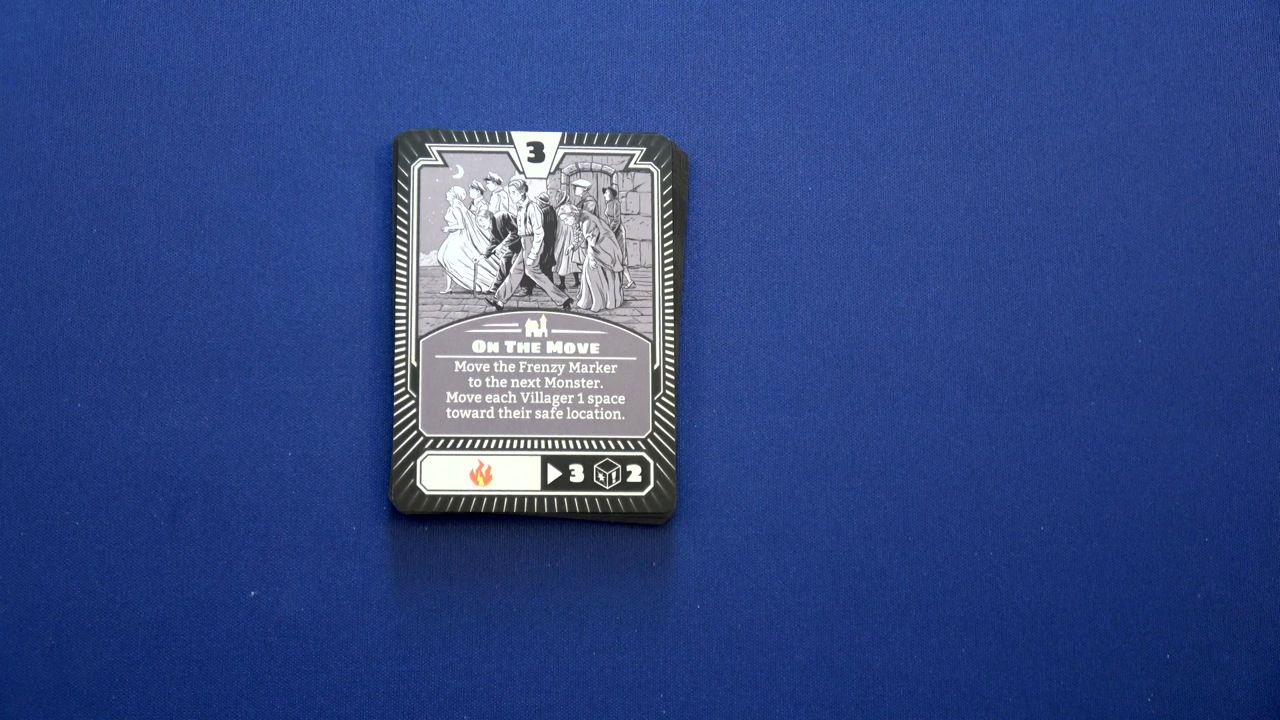 3
On The Move
Move the Frenzy Marker
to the next Monster.
Move each Villager 1 space
toward their safe location.
3 ! 2